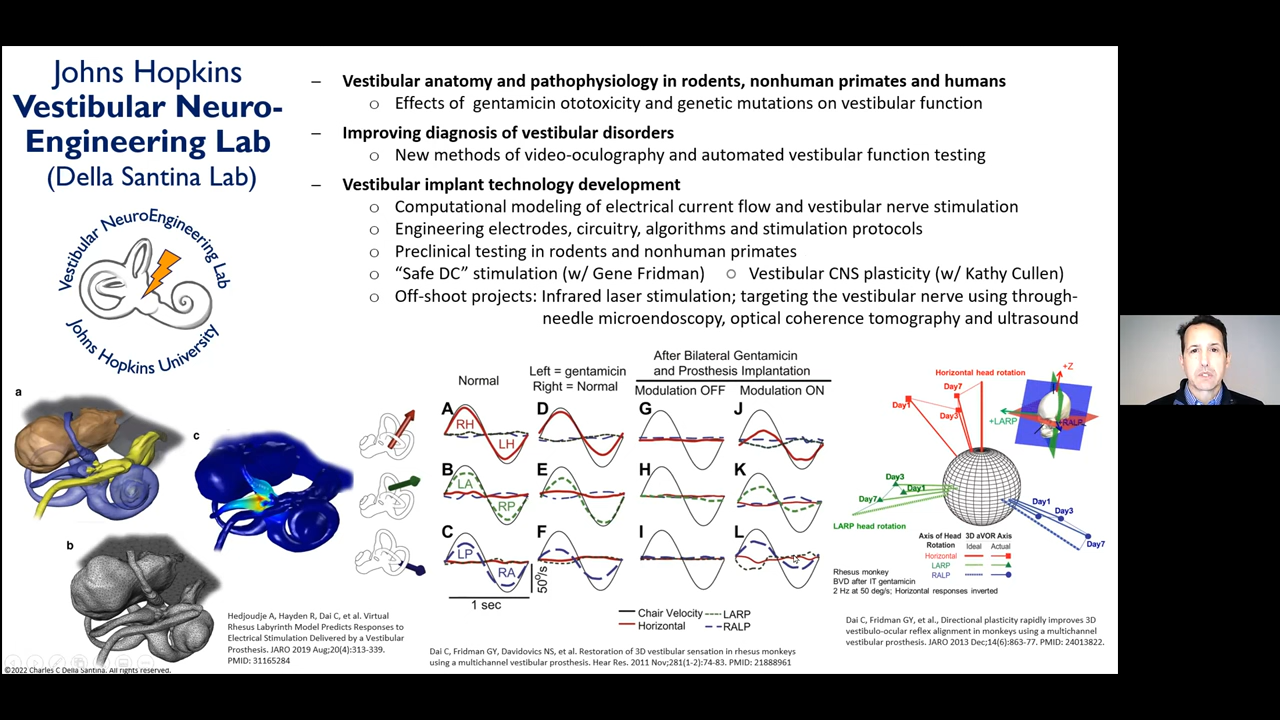 Johns Hopkins
Vestibular Neuro-
Engineering Lab
(Della Santina Lab)
Vestibular NeuroEngineering Lab
Johns Hopkins University
– Vestibular anatomy and pathophysiology in rodents, nonhuman primates and humans
o Effects of gentamicin ototoxicity and genetic mutations on vestibular function
– Improving diagnosis of vestibular disorders
o New methods of video-oculography and automated vestibular function testing
– Vestibular implant technology development
o Computational modeling of electrical current flow and vestibular nerve stimulation
o Engineering electrodes, circuitry, algorithms and stimulation protocols
o Preclinical testing in rodents and nonhuman primates
o “Safe DC” stimulation (w/ Gene Fridman) o Vestibular CNS plasticity (w/ Kathy Cullen)
o Off-shoot projects: Infrared laser stimulation; targeting the vestibular nerve using through-
needle microendoscopy, optical coherence tomography and ultrasound
a
c
b
Hedjoudje A, Hayden R, Dai C, et al. Virtual
Rhesus Labyrinth Model Predicts Responses to
Electrical Stimulation Delivered by a Vestibular
Prosthesis. JARO 2019 Aug;20(4):313-339.
PMID: 31165284
©2022 Charles C Della Santina. All rights reserved.
Normal
Left = gentamicin
Right = Normal
After Bilateral Gentamicin
and Prosthesis Implantation
Modulation OFF Modulation ON
A D G J
RH
LH
B E H K
LA
RP
C F I L
LP
RA
50°/s
1 sec
Chair Velocity LARP
Horizontal RALP
Dai C, Fridman GY, Davidovics NS, et al. Restoration of 3D vestibular sensation in rhesus monkeys
using a multichannel vestibular prosthesis. Hear Res. 2011 Nov;281(1-2):74-83. PMID: 21888961
Horizontal head rotation
+Z
Day7
Day1
Day3
+LARP
+RALP
Day3
Day1
Day7
LARP head rotation
Day1
Day3
Day7
Axis of Head 3D aVOR Axis
Rotation Ideal Actual
Horizontal
LARP
RALP
Rhesus monkey
BVD after IT gentamicin
2 Hz at 50 deg/s; Horizontal responses inverted
Dai C, Fridman GY, et al., Directional plasticity rapidly improves 3D
vestibulo-ocular reflex alignment in monkeys using a multichannel
vestibular prosthesis. JARO 2013 Dec;14(6):863-77. PMID: 24013822.